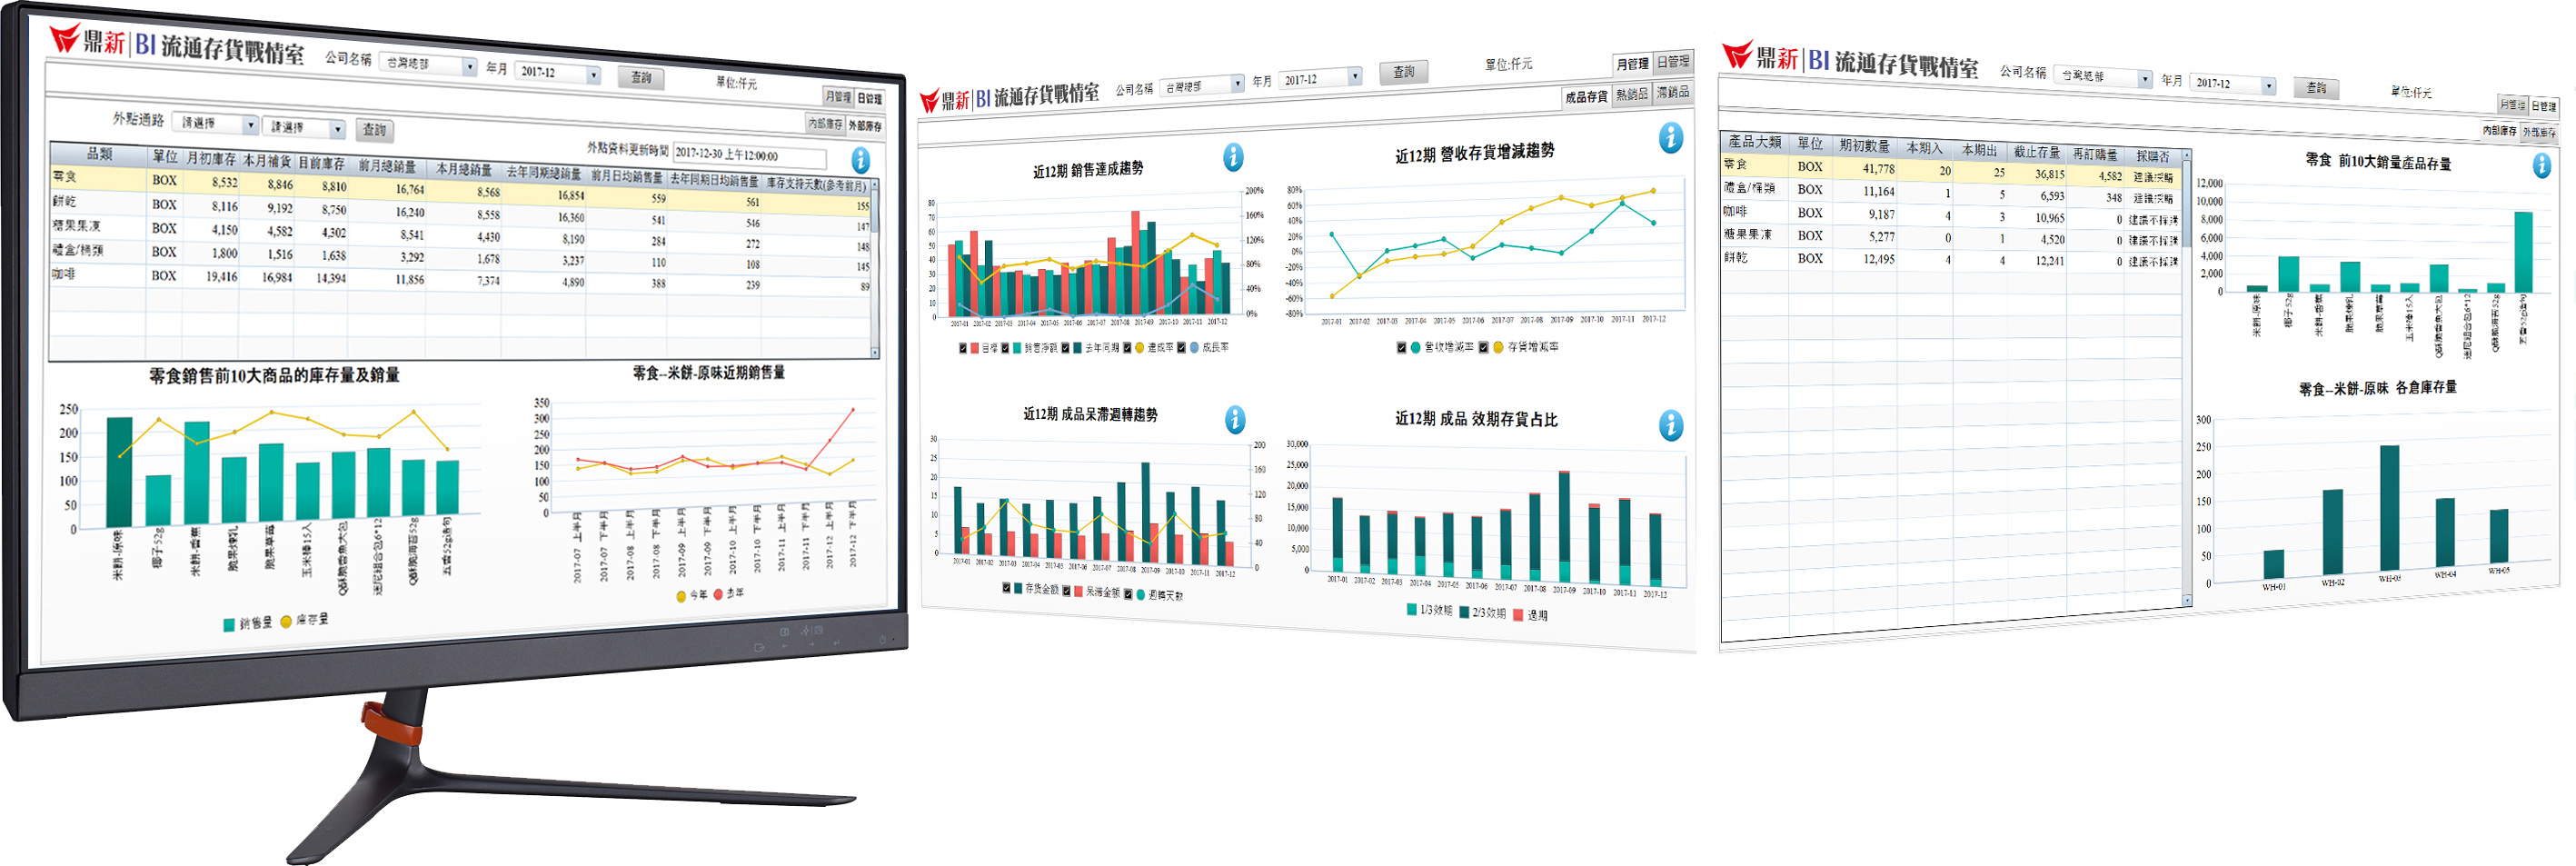 鼎新 BI 流通存貨戰情室 公司名稱 台灣總部 年月 2017-12 查詢 單位:仟元
月管理 日管理
外點通路 請選擇 請選擇 查詢 內部庫存 外部庫存
外點資料更新時間 2017-12-30 上午12:00:00
品類 單位 月初庫存 本月補貨 目前庫存 前月總銷量 本月總銷量 去年同期總銷量 前月日均銷售量 去年同期日均銷售量 庫存支持天數(參考前月)
零食 BOX 8,532 8,846 8,810 16,764 8,568 16,854 559 561 155
餅乾 BOX 8,116 9,192 8,750 16,240 8,558 16,360 541 546 147
糖果果凍 BOX 4,150 4,582 4,302 8,541 4,430 8,190 284 272 148
禮盒/桶類 BOX 1,800 1,516 1,638 3,292 1,678 3,237 110 108 145
咖啡 BOX 19,416 16,984 14,394 11,856 7,374 4,890 388 239 89
零食銷售前10大商品的庫存量及銷量
250
200
150
100
50
0
米餅-原味 椰子52g 米餅-香蕉 脆果煉乳 脆果草莓 玉米棒15入 Q酥脆香魚大包 迷尼組合包6*12 Q酥脆海苔52g
銷售量 庫存量
零食--米餅-原味近期銷售量
350
300
250
200
150
100
50
0
2017-07 上半月 2017-07 下半月 2017-08 上半月 2017-08 下半月 2017-09 上半月 2017-09 下半月 2017-10 上半月 2017-10 下半月 2017-11 上半月 2017-11 下半月 2017-12 上半月 2017-12 下半月
今年 去年
鼎新 BI 流通存貨戰情室 公司名稱 台灣總部 年月 2017-12 查詢 單位:仟元 月管理 日管理
成品存貨 熱銷品 滯銷品
近12期 銷售達成趨勢
80
70
60
50
40
30
20
10
0
200%
160%
120%
80%
40%
0%
2017-01 2017-02 2017-03 2017-04 2017-05 2017-06 2017-07 2017-08 2017-09 2017-10 2017-11 2017-12
目標 銷售淨額 去年同期 達成率 成長率
近12期 營收存貨增減趨勢
80%
60%
40%
20%
0%
-20%
-40%
-60%
-80%
2017-01 2017-02 2017-03 2017-04 2017-05 2017-06 2017-07 2017-08 2017-09 2017-10 2017-11 2017-12
營收增減率 存貨增減率
近12期 成品呆滯週轉趨勢
30
25
20
15
10
5
0
200
160
120
80
40
0
2017-01 2017-02 2017-03 2017-04 2017-05 2017-06 2017-07 2017-08 2017-09 2017-10 2017-11 2017-12
存貨金額 呆滯金額 週轉天數
近12期 成品 效期存貨占比
30,000
25,000
20,000
15,000
10,000
5,000
0
2017-01 2017-02 2017-03 2017-04 2017-05 2017-06 2017-07 2017-08 2017-09 2017-10 2017-11 2017-12
1/3效期 2/3效期 過期
鼎新 BI 流通存貨戰情室 公司名稱 台灣總部 年月 2017-12 查詢 單位:仟元
月管理 日管理
內部庫存 外部庫存
產品大類 單位 期初數量 本期入 本期出 截止存量 再訂購量 採購否
零食 BOX 41,778 20 25 36,815 4,582 建議採購
禮盒/桶類 BOX 11,164 1 5 6,593 348 建議採購
咖啡 BOX 9,187 4 3 10,965 0 建議不採購
糖果果凍 BOX 5,277 0 1 4,520 0 建議不採購
餅乾 BOX 12,495 4 4 12,241 0 建議不採購
零食 前10大銷量產品存量
12,000
10,000
8,000
6,000
4,000
2,000
0
米餅-原味 椰子52g 米餅-香蕉 脆果煉乳 脆果草莓 玉米棒15入 Q酥脆香魚大包 迷尼組合包6*12 Q酥脆海苔52g
零食--米餅-原味 各倉庫存量
300
250
200
150
100
50
0
WH-01 WH-02 WH-03 WH-04 WH-05